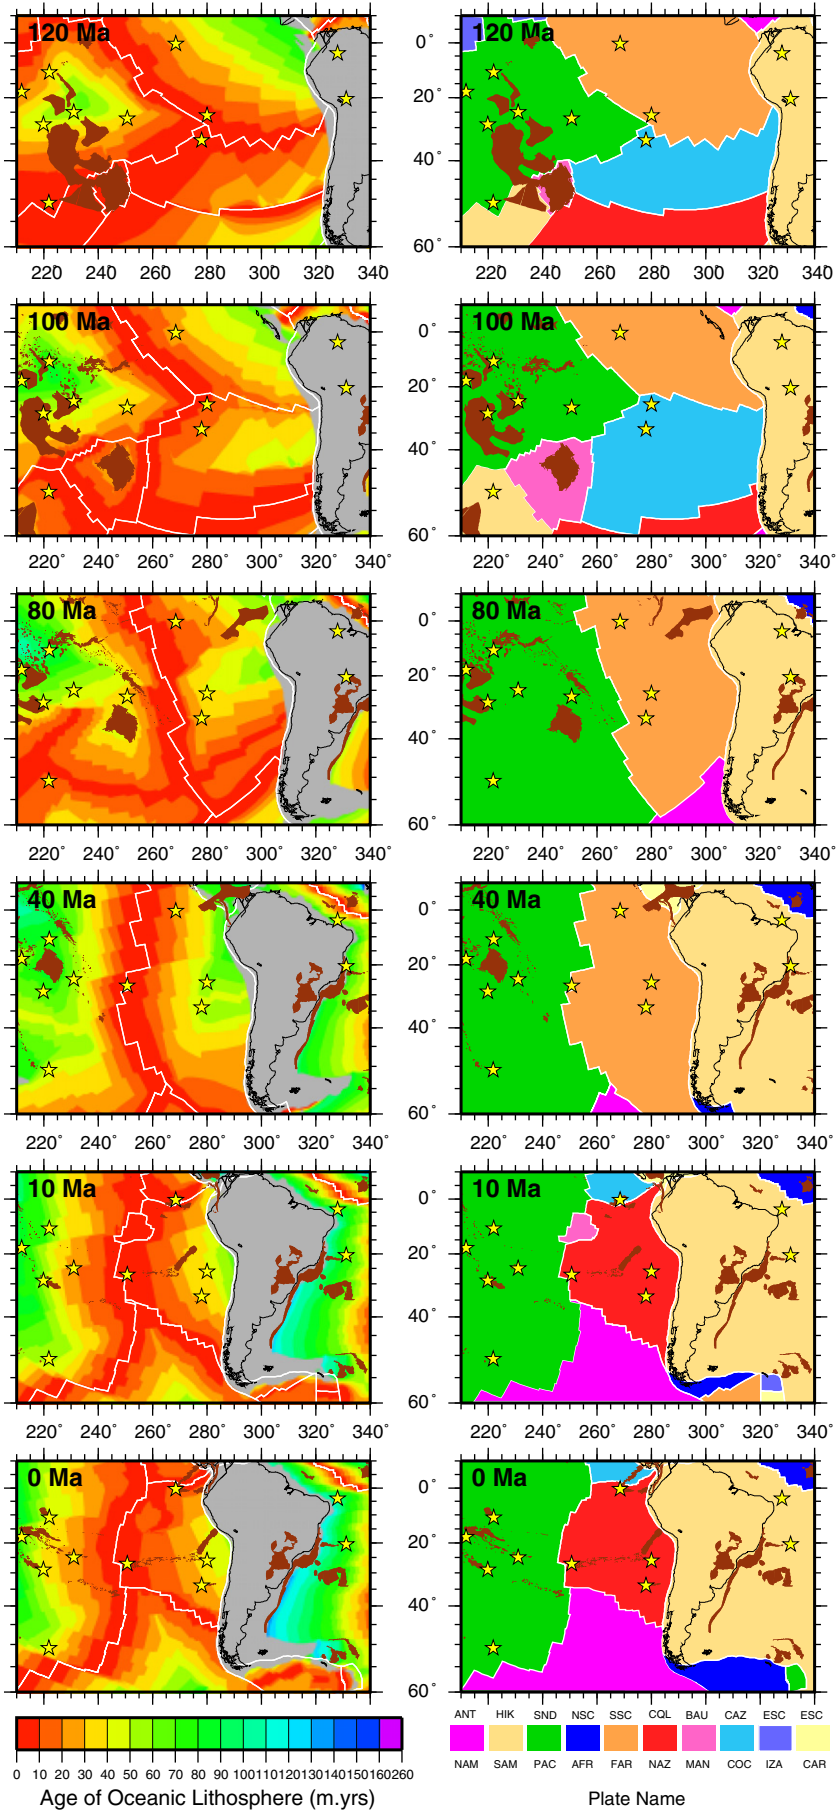 120 Ma
120 Ma
0°
20°
40°
60°
220° 240° 260° 280° 300° 320° 340°
220° 240° 260° 280° 300° 320° 340°
100 Ma
100 Ma
0°
20°
40°
60°
220° 240° 260° 280° 300° 320° 340°
220° 240° 260° 280° 300° 320° 340°
80 Ma
80 Ma
0°
20°
40°
60°
220° 240° 260° 280° 300° 320° 340°
220° 240° 260° 280° 300° 320° 340°
40 Ma
40 Ma
0°
20°
40°
60°
220° 240° 260° 280° 300° 320° 340°
220° 240° 260° 280° 300° 320° 340°
10 Ma
10 Ma
0°
20°
40°
60°
220° 240° 260° 280° 300° 320° 340°
220° 240° 260° 280° 300° 320° 340°
0 Ma
0 Ma
0°
20°
40°
60°
0 10 20 30 40 50 60 70 80 90 100 110 120 130 140 150 160 260
Age of Oceanic Lithosphere (m.yrs)
ANT HIK SND NSC SSC CQL BAU CAZ ESC ESC
NAM SAM PAC AFR FAR NAZ MAN COC IZA CAR
Plate Name